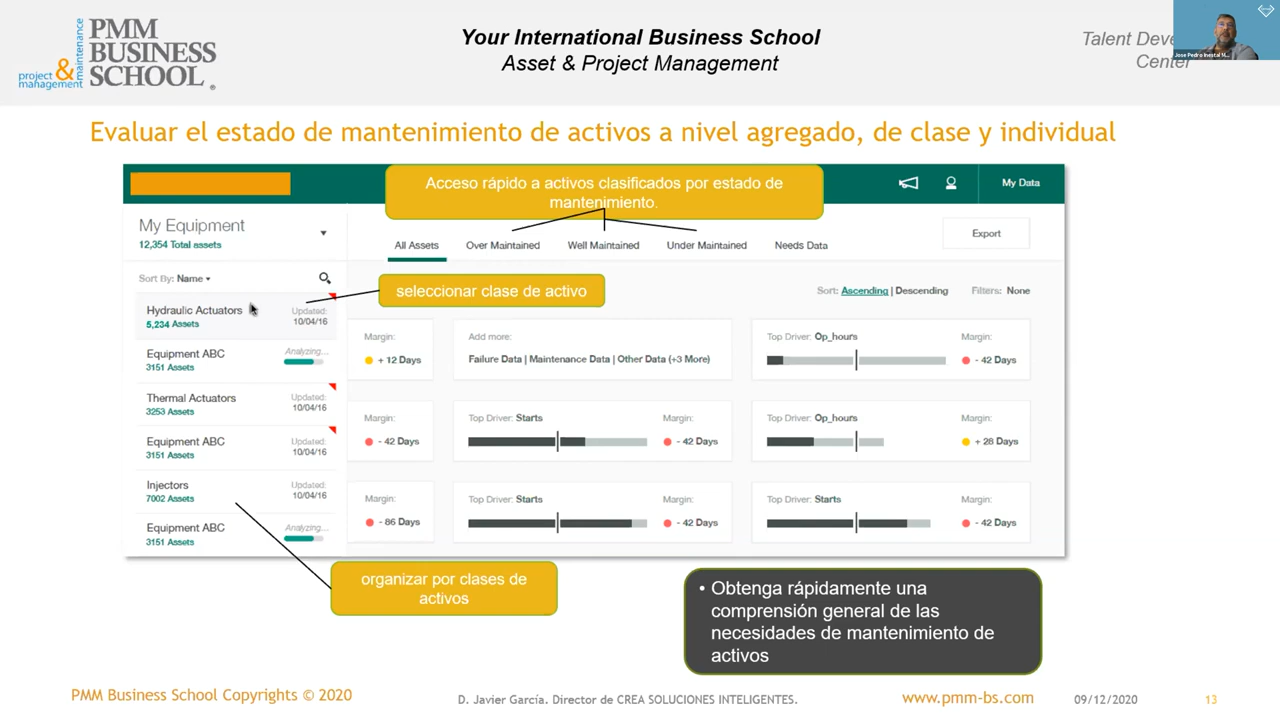 project & management
maintenance
PMM
BUSINESS
SCHOOL®
Your International Business School
Asset & Project Management
Talent Deve
Center
Jose Pedro Inestal M...
Evaluar el estado de mantenimiento de activos a nivel agregado, de clase y individual
Acceso rápido a activos clasificados por estado de
mantenimiento.
My Data
My Equipment
12,354 Total assets
All Assets
Over Maintained
Well Maintained
Under Maintained
Needs Data
Export
Sort By: Name
seleccionar clase de activo
Sort: Ascending | Descending
Filters: None
Hydraulic Actuators
5,234 Assets
Updated:
10/04/16
Equipment ABC
3151 Assets
Analyzing...
Thermal Actuators
3253 Assets
Updated:
10/04/16
Equipment ABC
3151 Assets
Updated:
10/04/16
Injectors
7002 Assets
Updated:
10/04/16
Equipment ABC
3151 Assets
Analyzing...
Margin:
+ 12 Days
Add more:
Failure Data | Maintenance Data | Other Data (+3 More)
Top Driver: Op_hours
Margin:
- 42 Days
Margin:
- 42 Days
Top Driver: Starts
Margin:
- 42 Days
Top Driver: Op_hours
Margin:
+ 28 Days
Margin:
- 86 Days
Top Driver: Starts
Margin:
- 42 Days
Top Driver: Starts
Margin:
- 42 Days
organizar por clases de
activos
• Obtenga rápidamente una
comprensión general de las
necesidades de mantenimiento de
activos
PMM Business School Copyrights © 2020
D. Javier García. Director de CREA SOLUCIONES INTELIGENTES.
www.pmm-bs.com
09/12/2020
13